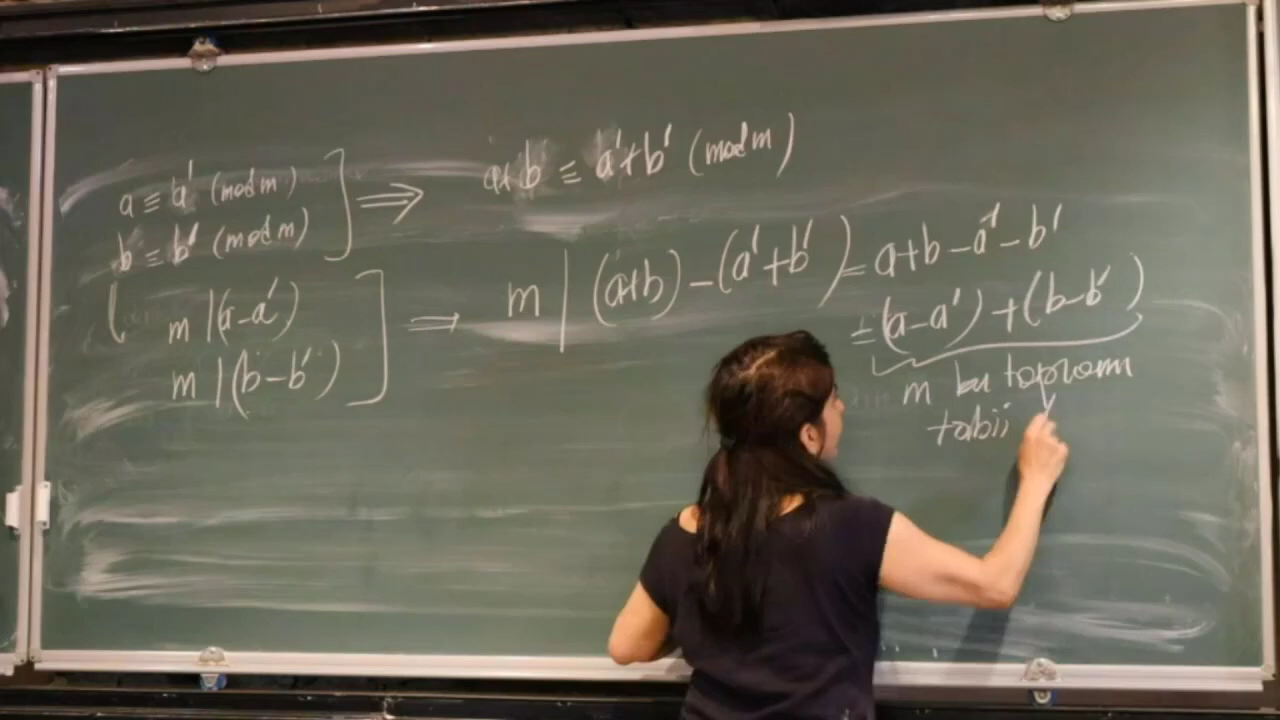 a ≡ a' (mod m)
b ≡ b' (mod m)
] ⟹ a+b ≡ a'+b' (mod m)
m | (a-a')
m | (b-b')
] ⟹ m | (a+b) - (a'+b') = a+b-a'-b'
= (a-a') + (b-b')
m bu toplamı
tabii